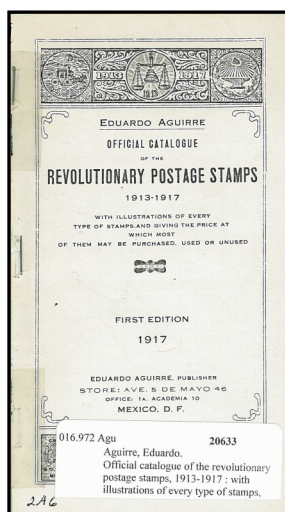 1913 1917
1915
EDUARDO AGUIRRE
OFFICIAL CATALOGUE
OF THE
REVOLUTIONARY POSTAGE STAMPS
1913-1917
WITH ILLUSTRATIONS OF EVERY
TYPE OF STAMPS.AND GIVING THE PRICE AT
WHICH MOST
OF THEM MAY BE PURCHASED, USED OR UNUSED
FIRST EDITION
1917
EDUARDO AGUIRRE, PUBLISHER
STORE: AVE. 5 DE MAYO 46
OFFICE: 1A. ACADEMIA 10
MEXICO, D. F.
016.972 Agu 20633
Aguirre, Eduardo.
Official catalogue of the revolutionary
postage stamps, 1913-1917 : with
illustrations of every type of stamps,
2A6